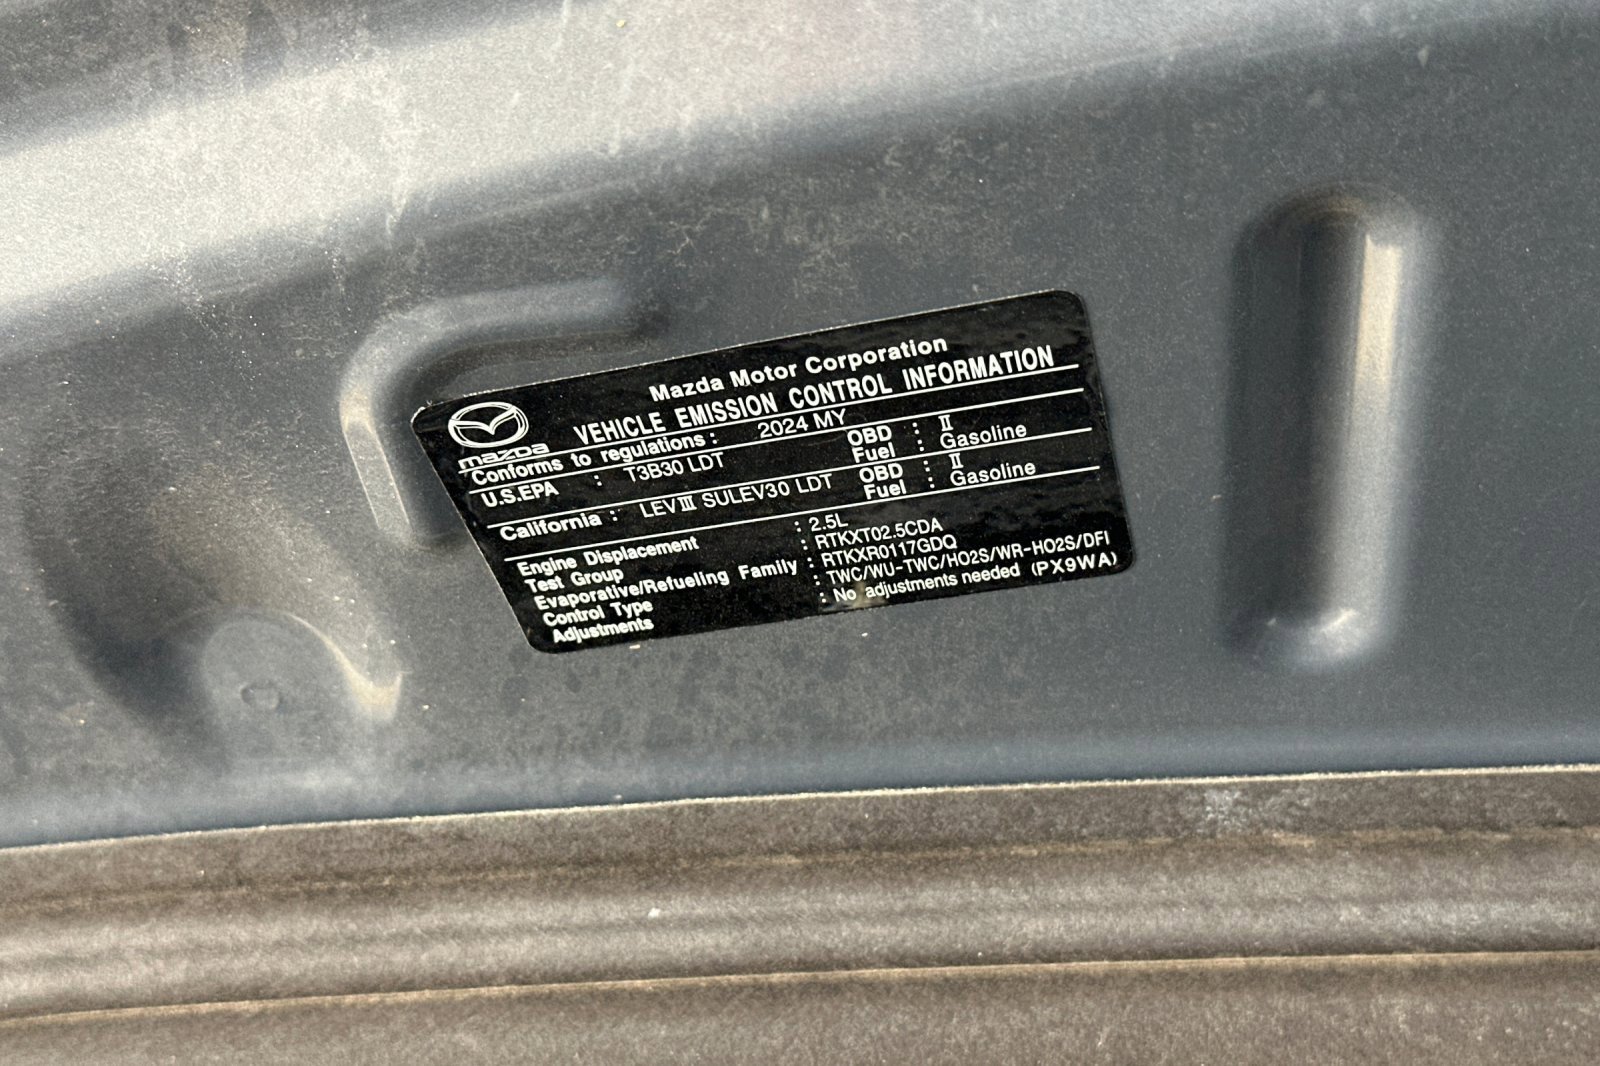 Mazda Motor Corporation
mazda VEHICLE EMISSION CONTROL INFORMATION
Conforms to regulations : 2024 MY
U.S.EPA : T3B30 LDT OBD : II
Fuel : Gasoline
California : LEVIII SULEV30 LDT OBD : II
Fuel : Gasoline
Engine Displacement : 2.5L
Test Group : RTKXT02.5CDA
Evaporative/Refueling Family : RTKXR0117GDQ
Control Type : TWC/WU-TWC/HO2S/WR-HO2S/DFI
Adjustments : No adjustments needed (PX9WA)